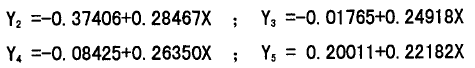 Y₂ =-0.37406+0.28467X ; Y₃ =-0.01765+0.24918X
Y₄ =-0.08425+0.26350X ; Y₅ = 0.20011+0.22182X